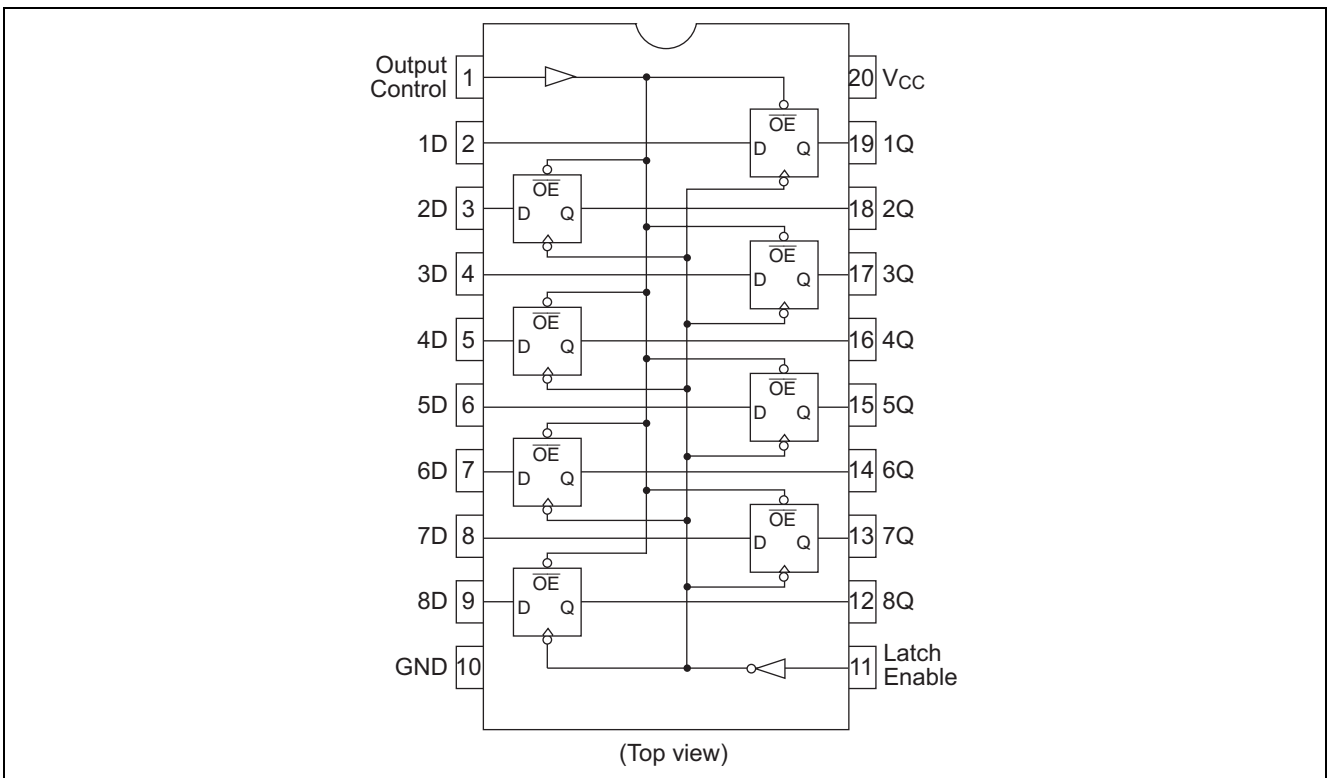 Output
Control 1
20 VCC
OE
1D 2
D Q
19 1Q
OE
2D 3
D Q
18 2Q
OE
3D 4
D Q
17 3Q
OE
4D 5
D Q
16 4Q
OE
5D 6
D Q
15 5Q
OE
6D 7
D Q
14 6Q
OE
7D 8
D Q
13 7Q
OE
8D 9
D Q
12 8Q
GND 10
11 Latch
Enable
(Top view)